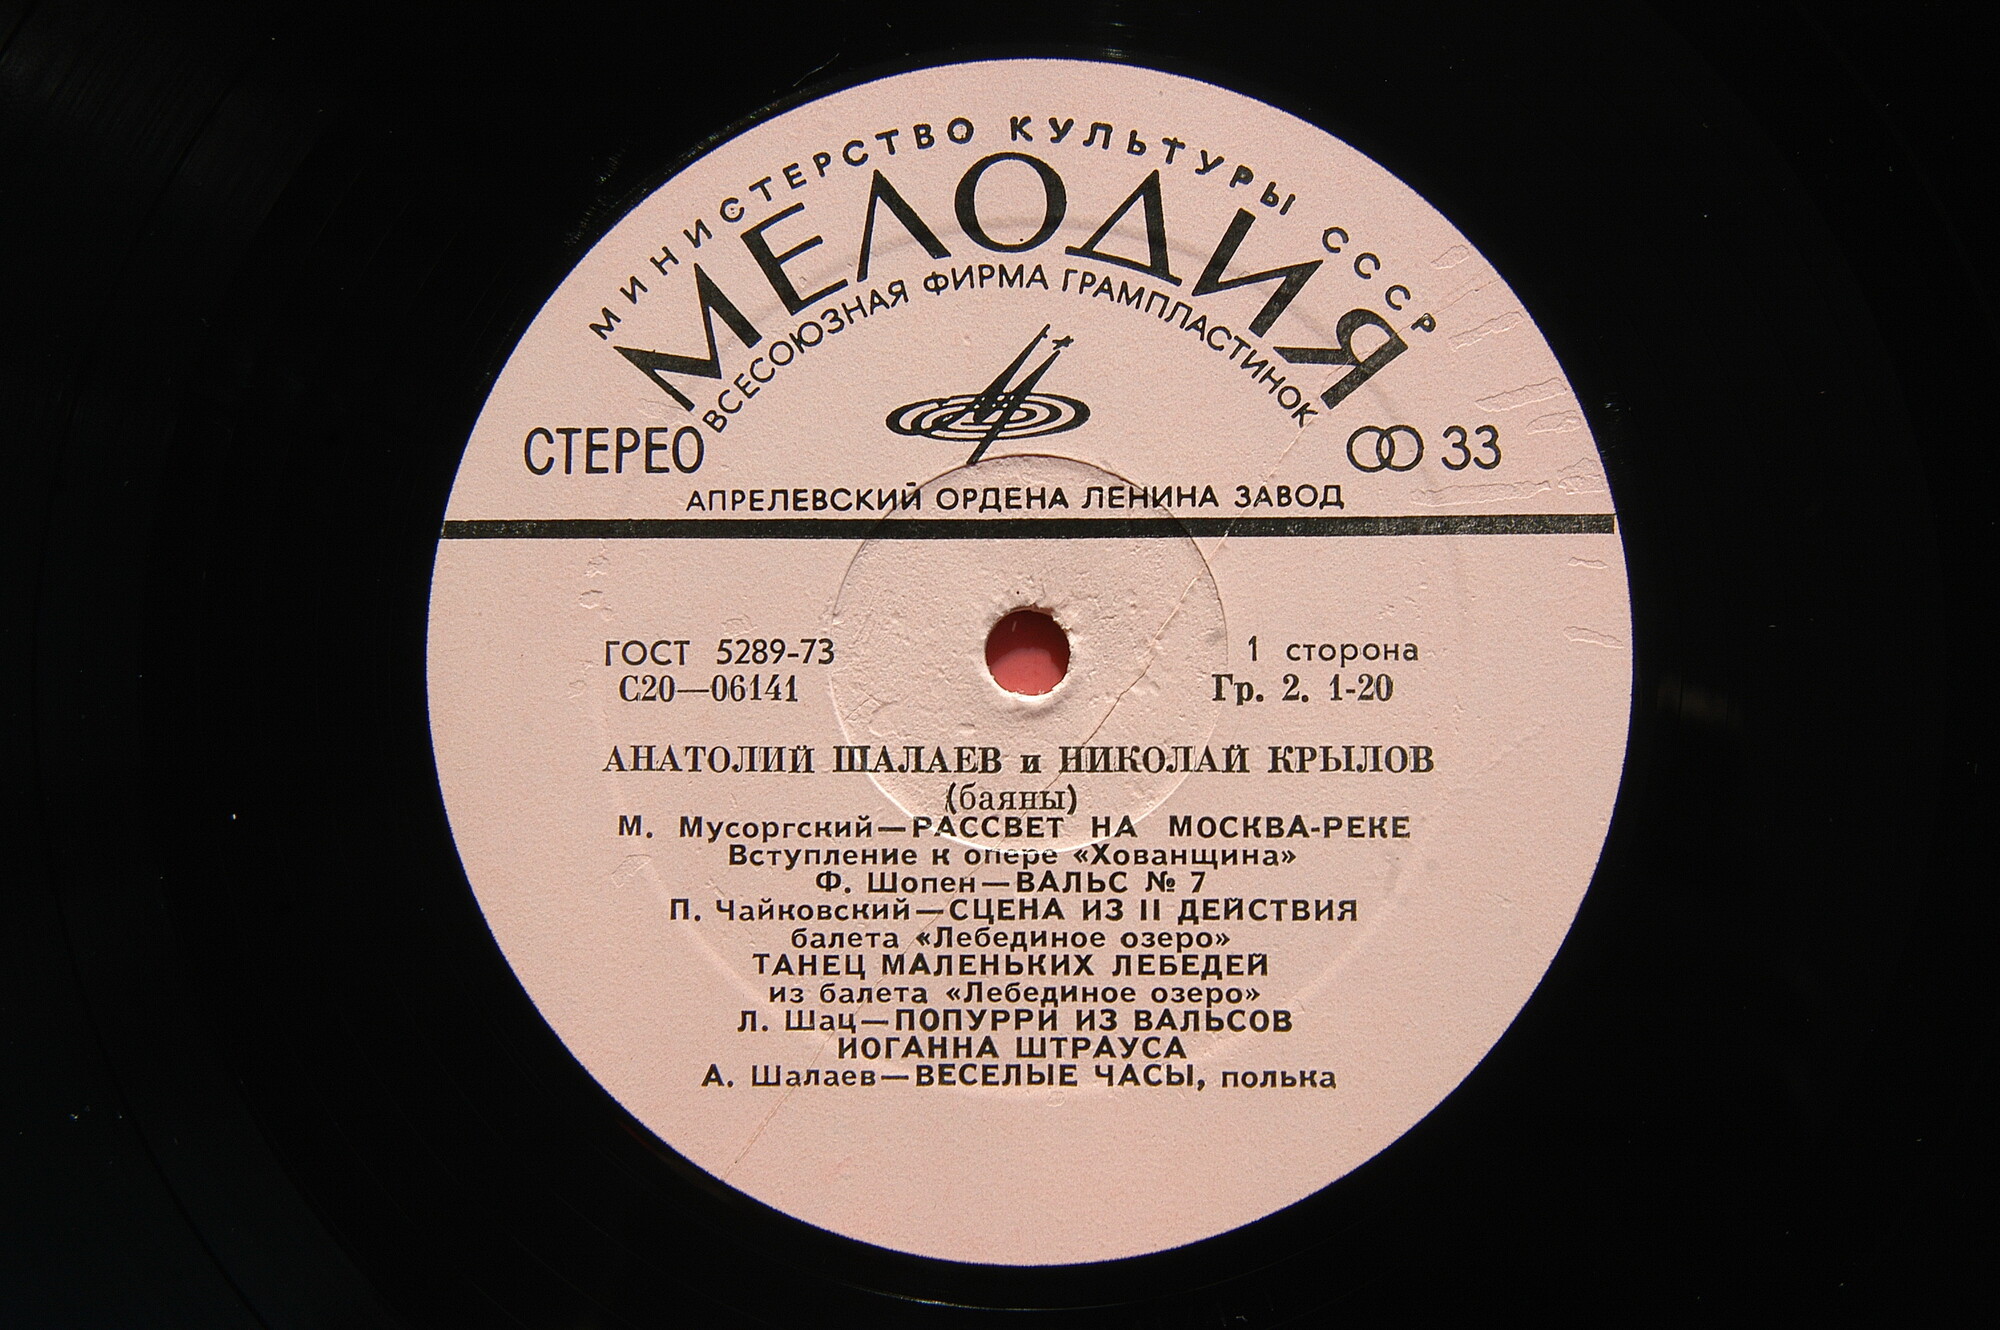 МИНИСТЕРСТВО КУЛЬТУРЫ СССР
МЕЛОДИЯ
ВСЕСОЮЗНАЯ ФИРМА ГРАМПЛАСТИНОК
СТЕРЕО 33
АПРЕЛЕВСКИЙ ОРДЕНА ЛЕНИНА ЗАВОД
ГОСТ 5289-73 1 сторона
С20—06141 Гр. 2. 1-20
АНАТОЛИЙ ШАЛАЕВ и НИКОЛАЙ КРЫЛОВ
(баяны)
М. Мусоргский—РАССВЕТ НА МОСКВА-РЕКЕ
Вступление к опере «Хованщина»
Ф. Шопен—ВАЛЬС № 7
П. Чайковский—СЦЕНА ИЗ II ДЕЙСТВИЯ
балета «Лебединое озеро»
ТАНЕЦ МАЛЕНЬКИХ ЛЕБЕДЕЙ
из балета «Лебединое озеро»
Л. Шац—ПОПУРРИ ИЗ ВАЛЬСОВ
ИОГАННА ШТРАУСА
А. Шалаев—ВЕСЕЛЫЕ ЧАСЫ, полька